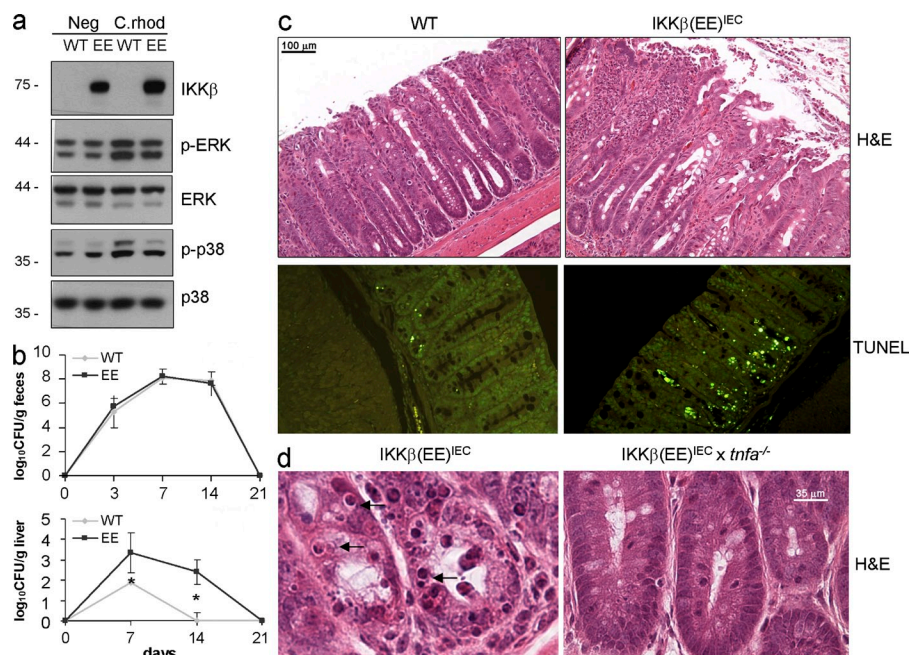 a
Neg C.rhod
WT EE WT EE
75 - IKKβ
44 - p-ERK
44 - ERK
35 - p-p38
35 - p38
b
WT
EE
log₁₀CFU/g feces
10
8
6
4
2
0
0 3 7 14 21
WT
EE
log₁₀CFU/g liver
5
4
3
2
1
0
* *
0 7 14 21
days
c
WT IKKβ(EE)ᴵᴱᶜ
100 μm
H&E
TUNEL
d
IKKβ(EE)ᴵᴱᶜ IKKβ(EE)ᴵᴱᶜ x tnfa⁻/⁻
35 μm
H&E